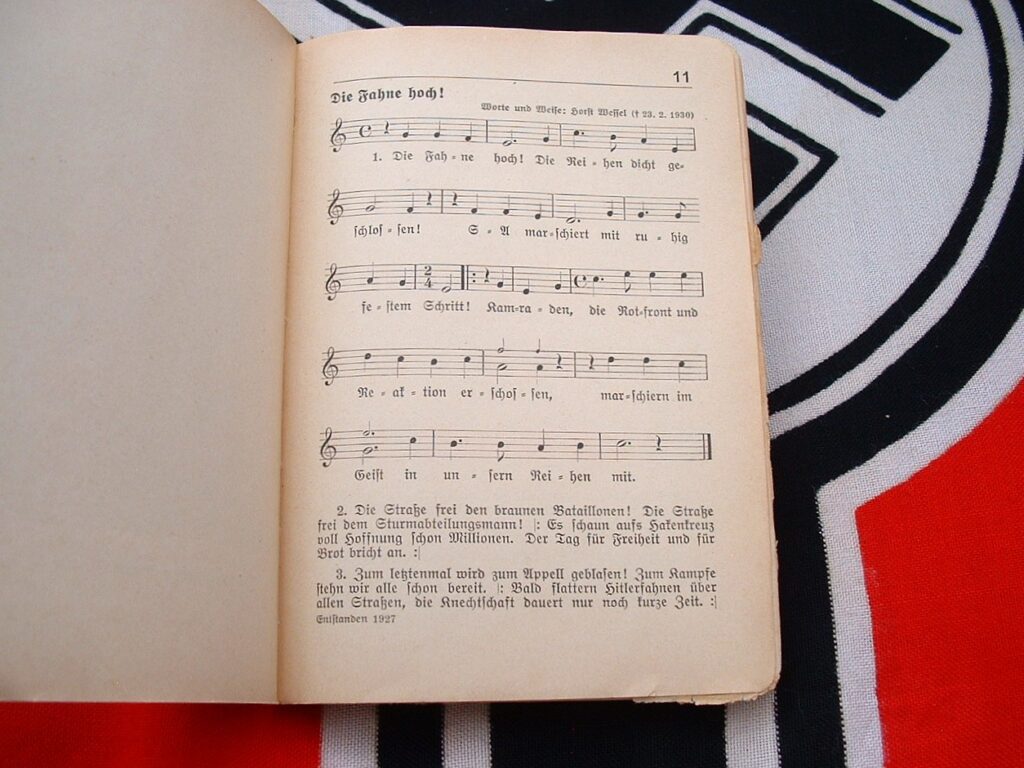 11
Die Fahne hoch!
Worte und Weise: Horst Wessel († 23. 2. 1930)
1. Die Fah - ne hoch! Die Rei - hen dicht ge-
schlos - sen! S - A mar-schiert mit ru - hig
fe - stem Schritt! Kam-ra - den, die Rot-front und
Re - ak - tion er - schos - sen, mar-schiern im
Geist in un - sern Rei - hen mit.
2. Die Straße frei den braunen Bataillonen! Die Straße
frei dem Sturmabteilungsmann! |: Es schaun aufs Hakenkreuz
voll Hoffnung schon Millionen. Der Tag für Freiheit und für
Brot bricht an. :|
3. Zum letztenmal wird zum Appell geblasen! Zum Kampfe
stehn wir alle schon bereit. |: Bald flattern Hitlerfahnen über
allen Straßen, die Knechtschaft dauert nur noch kurze Zeit. :|
Entstanden 1927